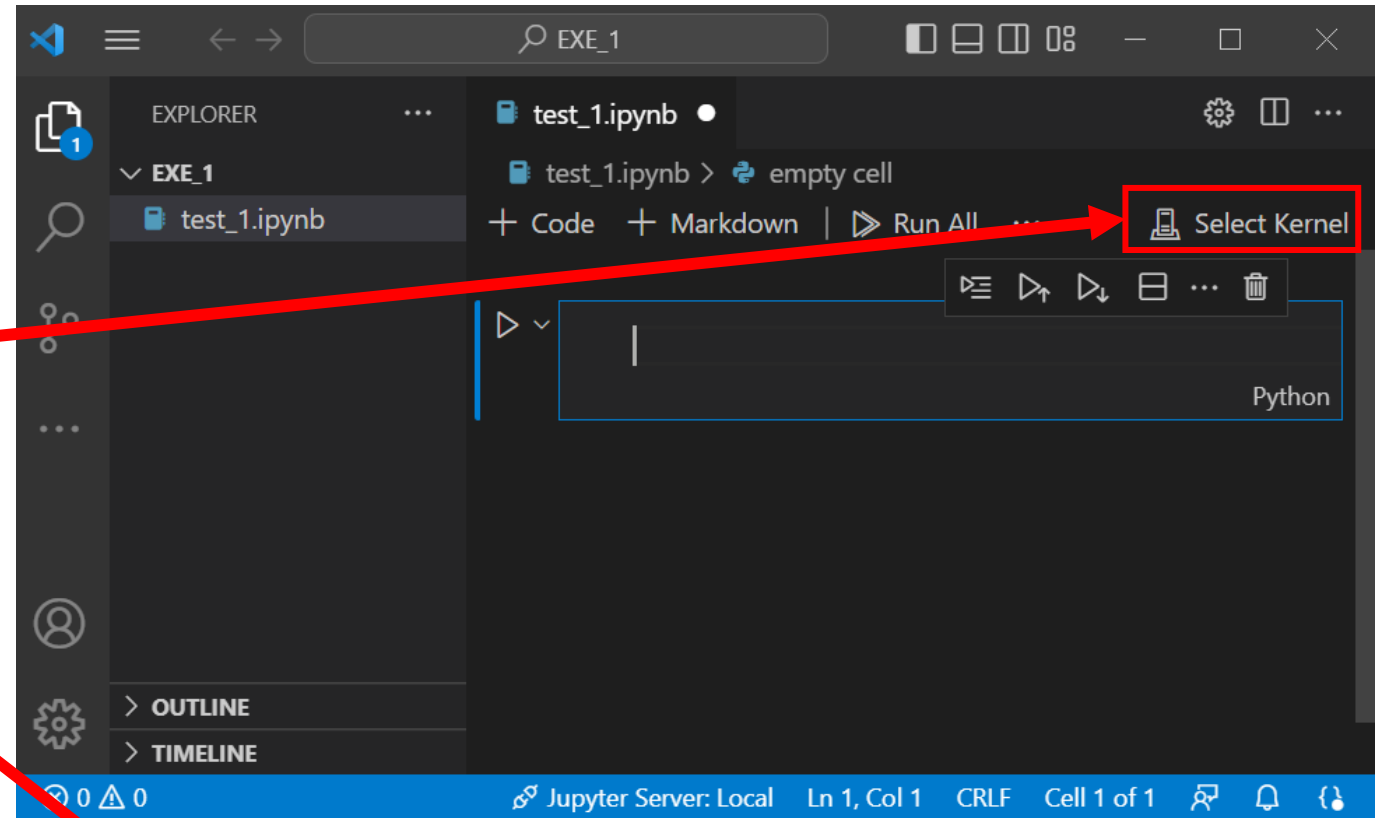 EXE_1
EXPLORER
test_1.ipynb
1
EXE_1
test_1.ipynb > empty cell
test_1.ipynb
+ Code + Markdown | Run All ... Select Kernel
Python
OUTLINE
TIMELINE
0 0 Jupyter Server: Local Ln 1, Col 1 CRLF Cell 1 of 1